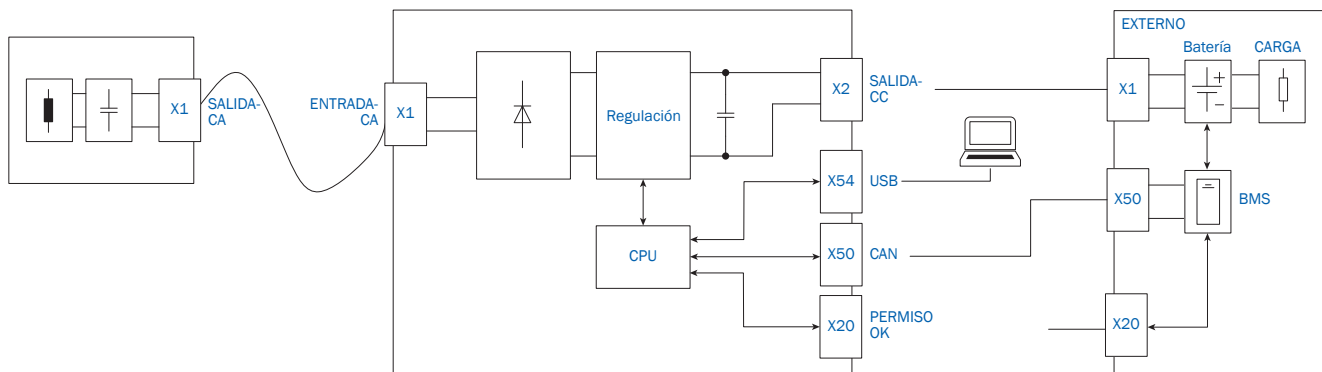 EXTERNO
Batería
CARGA
X1
SALIDA-
CA
ENTRADA-
CA
X1
Regulación
X2
SALIDA-
CC
X1
+
−
X54
USB
X50
BMS
CPU
X50
CAN
X20
PERMISO
OK
X20